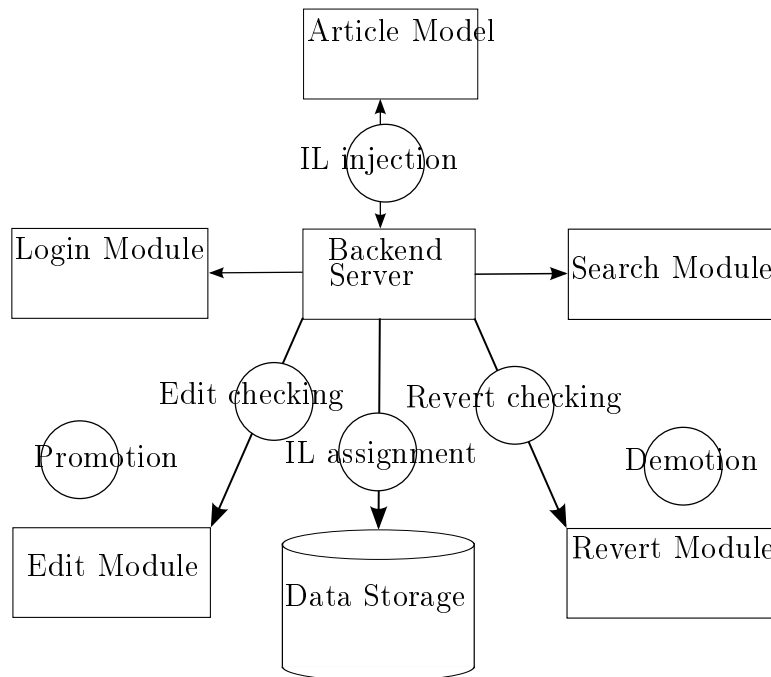 Article Model
IL injection
Login Module
Backend
Server
Search Module
Edit checking
Revert checking
Promotion
IL assignment
Demotion
Edit Module
Data Storage
Revert Module